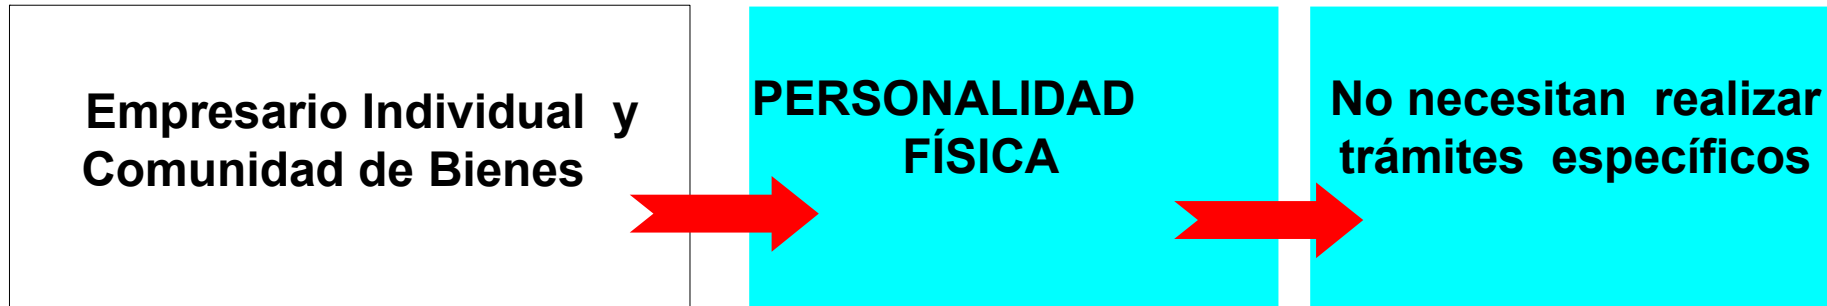 Empresario Individual y
Comunidad de Bienes
PERSONALIDAD
FÍSICA
No necesitan realizar
trámites específicos